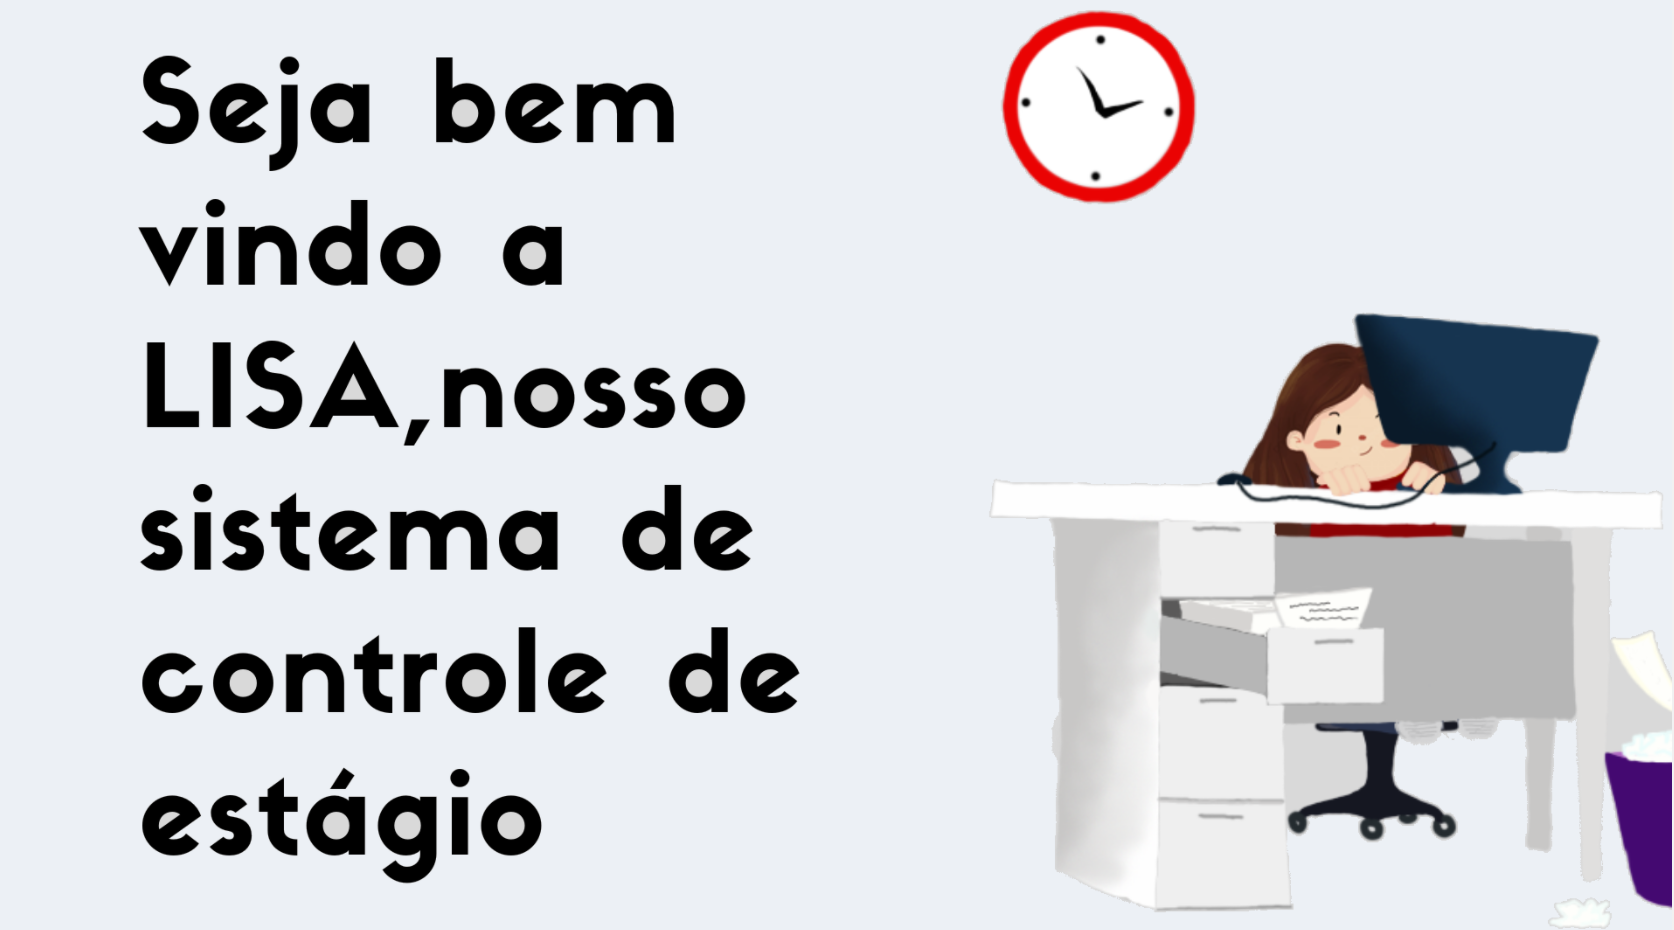 Seja bem
vindo a
LISA,nosso
sistema de
controle de
estágio